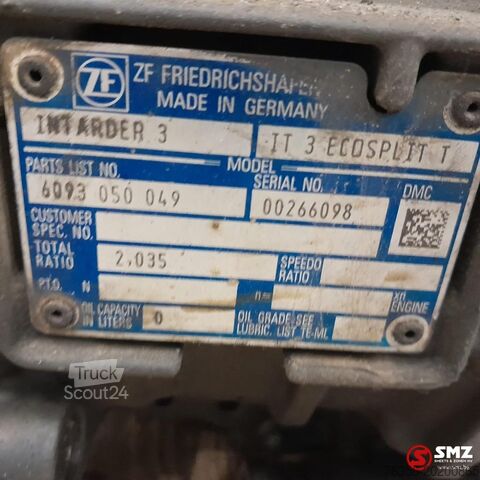 ZF
ZF FRIEDRICHSHAFEN
MADE IN GERMANY
INTARDER 3
IT 3 ECOSPLIT T
MODEL
PARTS LIST NO.
SERIAL NO.
DMC
6093 050 049
00266098
CUSTOMER
SPEC. NO.
TOTAL
RATIO
2,035
SPEEDO
RATIO
P.T.O. N
n=
xn
ENGINE
OIL CAPACITY
IN LITERS
0
OIL GRADE SEE
LUBRIC. LIST TE-ML
Truck
Scout24
SMZ